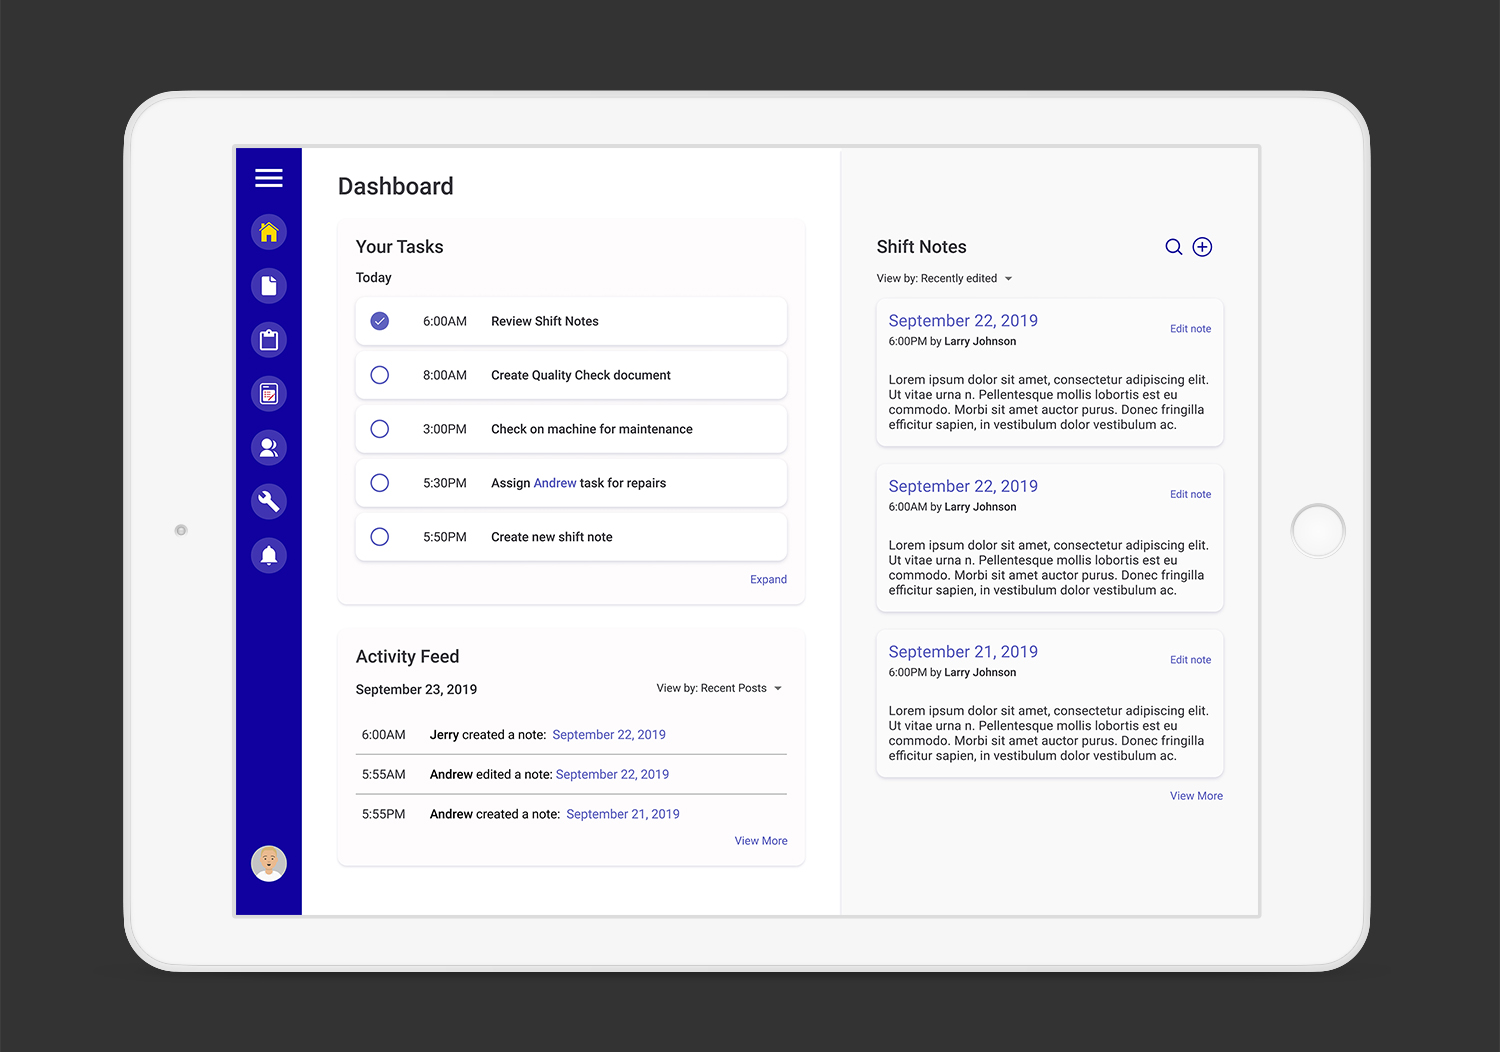 Dashboard
Your Tasks
Today
6:00AM Review Shift Notes
8:00AM Create Quality Check document
3:00PM Check on machine for maintenance
5:30PM Assign Andrew task for repairs
5:50PM Create new shift note
Expand
Activity Feed
September 23, 2019 View by: Recent Posts
6:00AM Jerry created a note: September 22, 2019
5:55AM Andrew edited a note: September 22, 2019
5:55PM Andrew created a note: September 21, 2019
View More
Shift Notes
View by: Recently edited
September 22, 2019
Edit note
6:00PM by Larry Johnson
Lorem ipsum dolor sit amet, consectetur adipiscing elit.
Ut vitae urna n. Pellentesque mollis lobortis est eu
commodo. Morbi sit amet auctor purus. Donec fringilla
efficitur sapien, in vestibulum dolor vestibulum ac.
September 22, 2019
Edit note
6:00AM by Larry Johnson
Lorem ipsum dolor sit amet, consectetur adipiscing elit.
Ut vitae urna n. Pellentesque mollis lobortis est eu
commodo. Morbi sit amet auctor purus. Donec fringilla
efficitur sapien, in vestibulum dolor vestibulum ac.
September 21, 2019
Edit note
6:00PM by Larry Johnson
Lorem ipsum dolor sit amet, consectetur adipiscing elit.
Ut vitae urna n. Pellentesque mollis lobortis est eu
commodo. Morbi sit amet auctor purus. Donec fringilla
efficitur sapien, in vestibulum dolor vestibulum ac.
View More